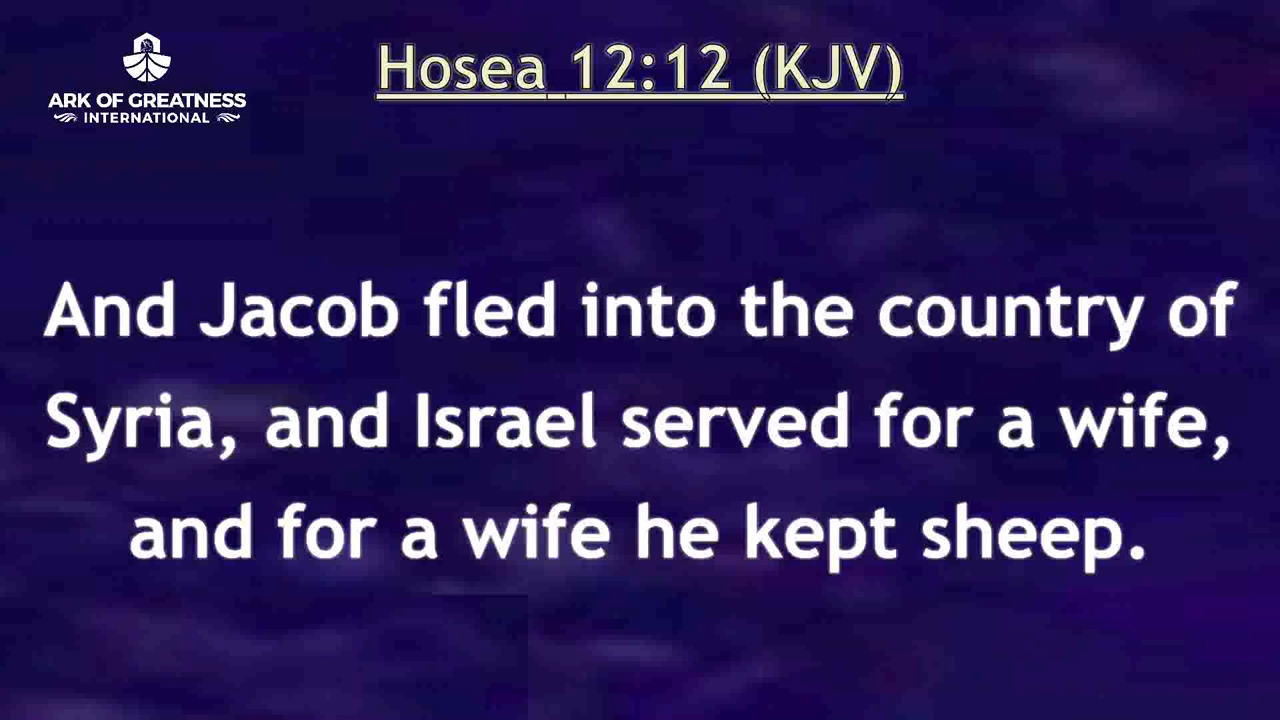 Hosea 12:12 (KJV)
ARK OF GREATNESS
INTERNATIONAL
And Jacob fled into the country of
Syria, and Israel served for a wife,
and for a wife he kept sheep.